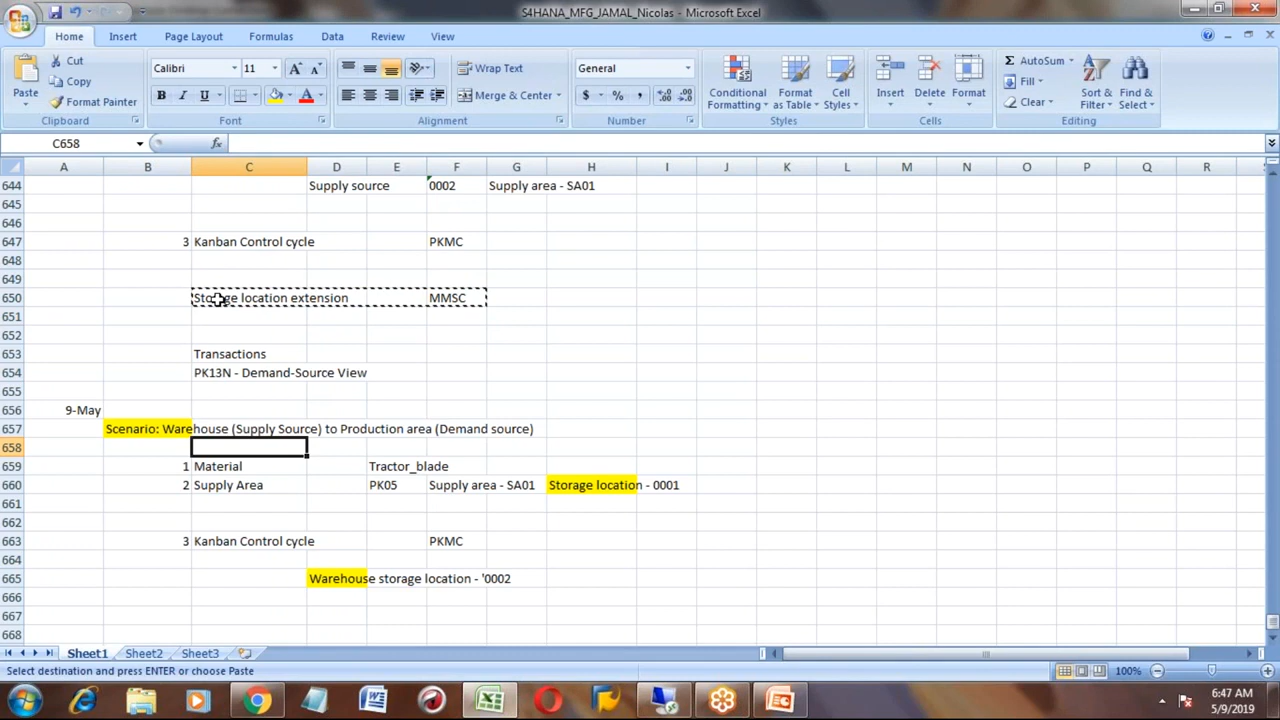 S4HANA_MFG_JAMAL_Nicolas - Microsoft Excel
Home Insert Page Layout Formulas Data Review View
Paste Cut Copy Format Painter Clipboard
Calibri 11 B I U A Font
Wrap Text Merge & Center Alignment
General $ % , Number
Conditional Formatting Format as Table Cell Styles Styles
Insert Delete Format Cells
Σ AutoSum Fill Clear Sort & Filter Find & Select Editing
C658 fx
A B C D E F G H I J K L M N O P Q R
644 Supply source 0002 Supply area - SA01
645
646
647 3 Kanban Control cycle PKMC
648
649
650 Storage location extension MMSC
651
652
653 Transactions
654 PK13N - Demand-Source View
655
656 9-May
657 Scenario: Warehouse (Supply Source) to Production area (Demand source)
658
659 1 Material Tractor_blade
660 2 Supply Area PK05 Supply area - SA01 Storage location - 0001
661
662
663 3 Kanban Control cycle PKMC
664
665 Warehouse storage location - '0002
666
667
668
Sheet1 Sheet2 Sheet3
Select destination and press ENTER or choose Paste 100%
6:47 AM
5/9/2019